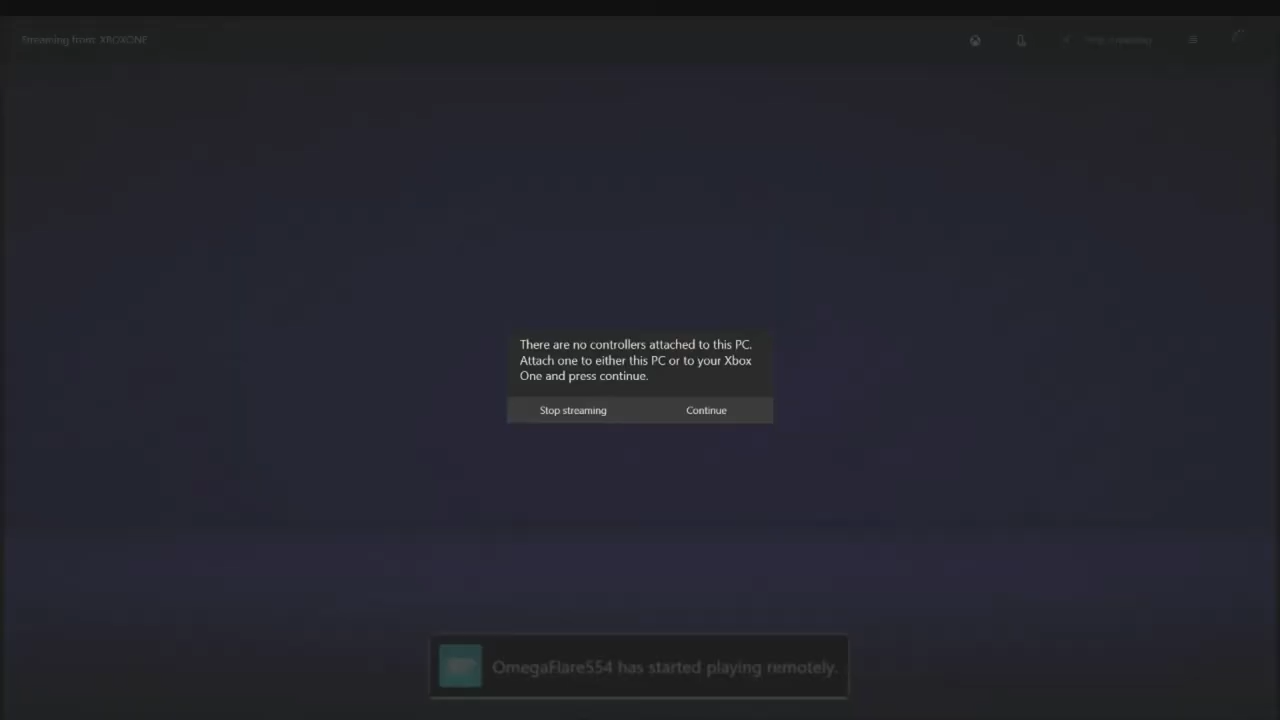 Streaming from: XBOXONE
Stop streaming
There are no controllers attached to this PC.
Attach one to either this PC or to your Xbox
One and press continue.
Stop streaming
Continue
OmegaFlare554 has started playing remotely.